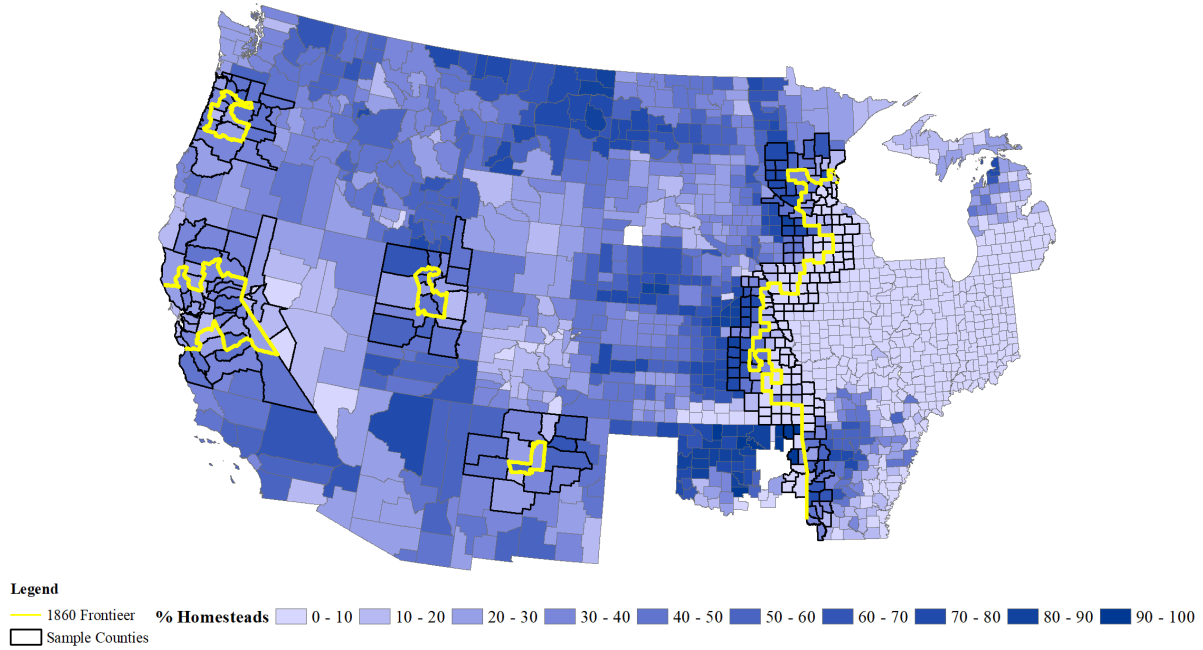 Legend
1860 Frontieer
Sample Counties
% Homesteads 0 - 10 10 - 20 20 - 30 30 - 40 40 - 50 50 - 60 60 - 70 70 - 80 80 - 90 90 - 100